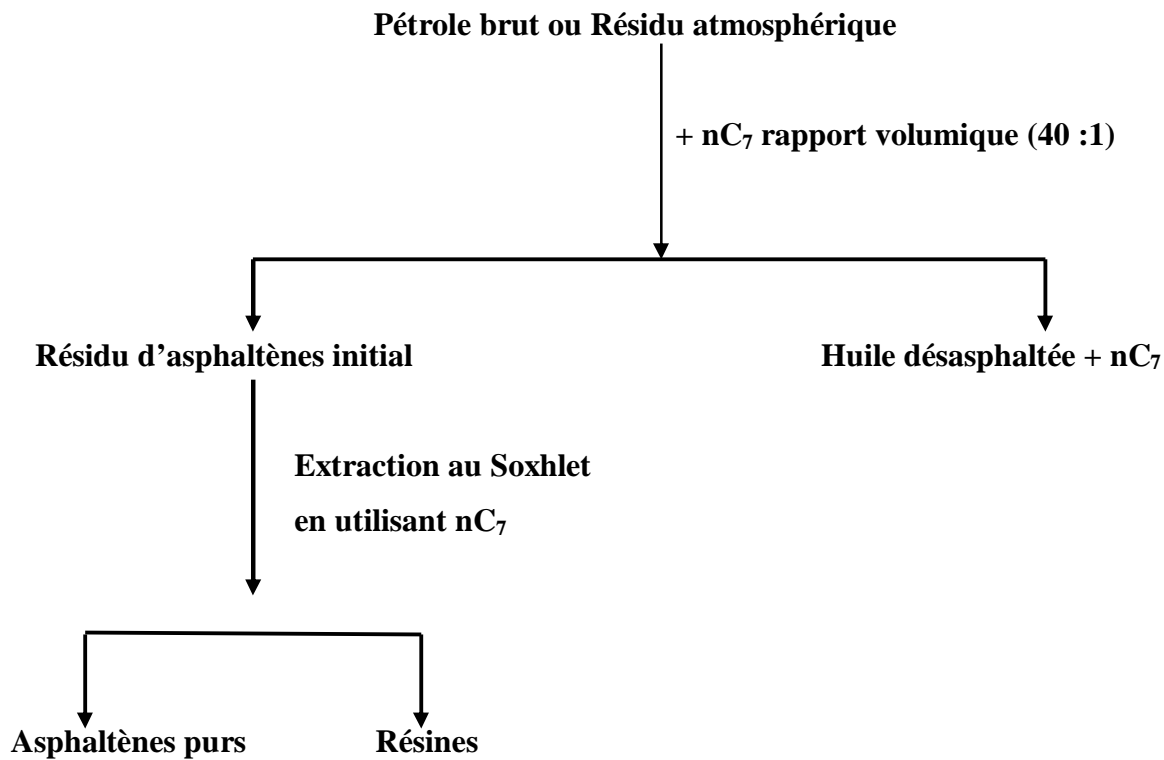 Pétrole brut ou Résidu atmosphérique
+ nC₇ rapport volumique (40 :1)
Résidu d’asphaltènes initial
Huile désasphaltée + nC₇
Extraction au Soxhlet
en utilisant nC₇
Asphaltènes purs
Résines